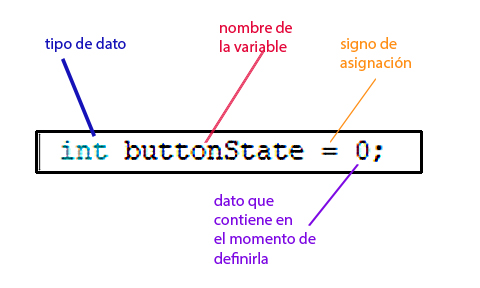 tipo de dato
nombre de
la variable
signo de
asignación
int buttonState = 0;
dato que
contiene en
el momento de
definirla